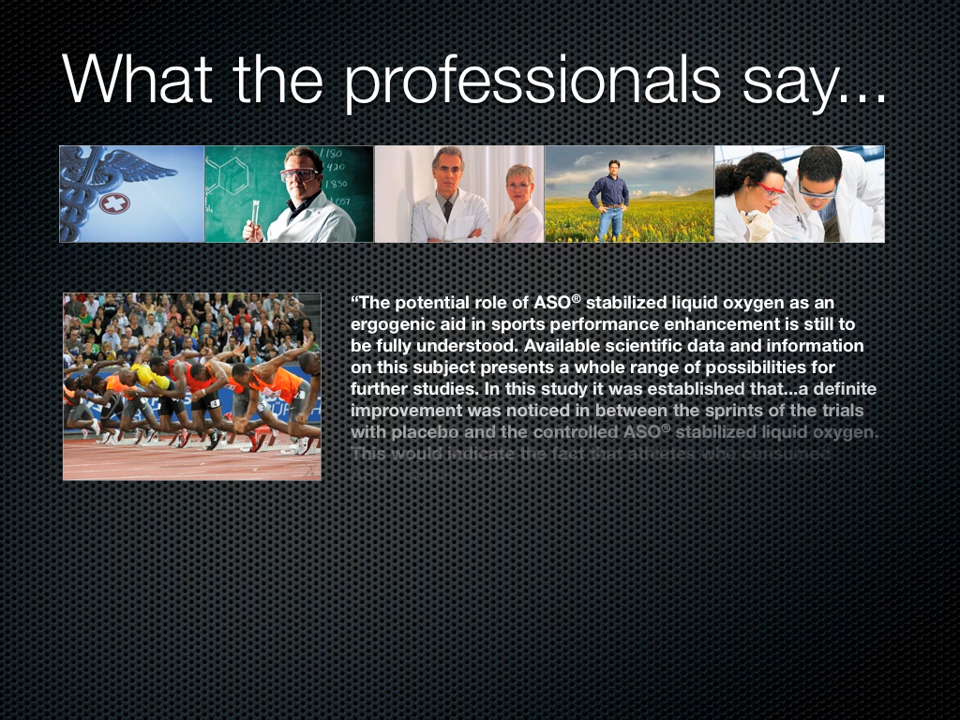 What the professionals say...
180
420
1850
“The potential role of ASO® stabilized liquid oxygen as an
ergogenic aid in sports performance enhancement is still to
be fully understood. Available scientific data and information
on this subject presents a whole range of possibilities for
further studies. In this study it was established that...a definite
improvement was noticed in between the sprints of the trials
with placebo and the controlled ASO® stabilized liquid oxygen.
This would indicate the fact that